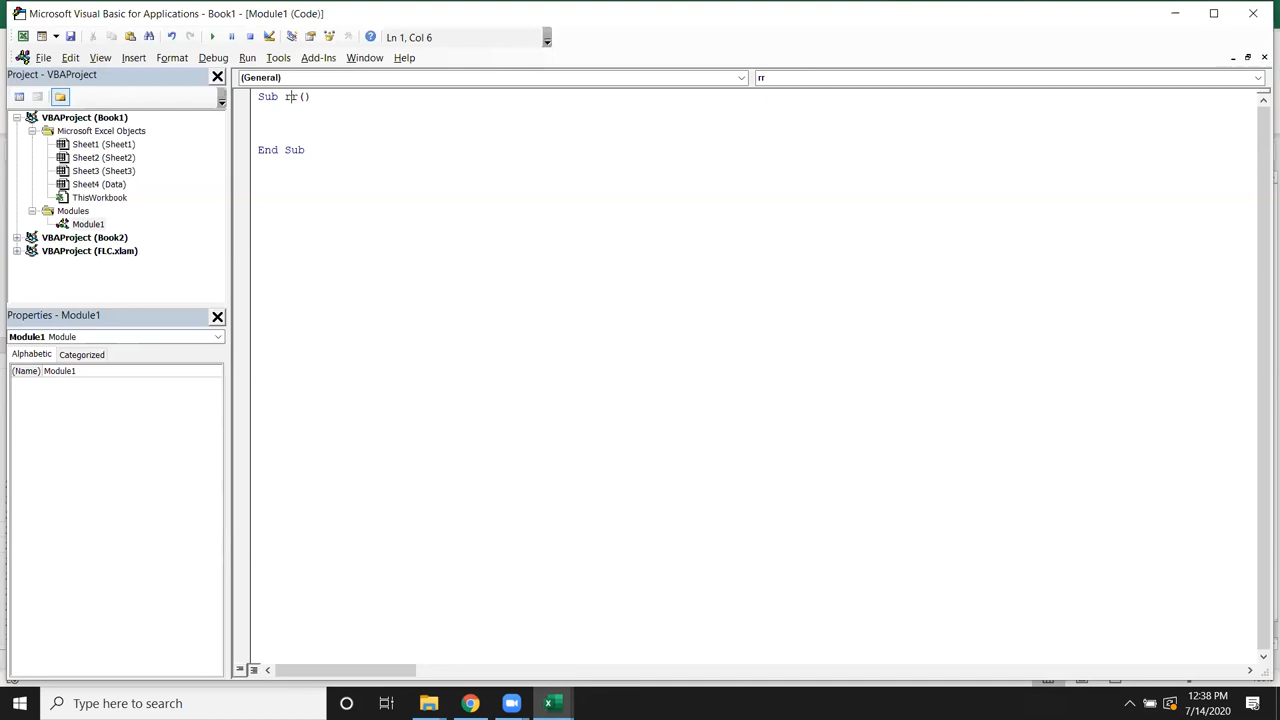 Microsoft Visual Basic for Applications - Book1 - [Module1 (Code)]
Ln 1, Col 6
File Edit View Insert Format Debug Run Tools Add-Ins Window Help
Project - VBAProject
(General)
rr
VBAProject (Book1)
Microsoft Excel Objects
Sheet1 (Sheet1)
Sheet2 (Sheet2)
Sheet3 (Sheet3)
Sheet4 (Data)
ThisWorkbook
Modules
Module1
VBAProject (Book2)
VBAProject (FLC.xlam)
Sub rr()
End Sub
Properties - Module1
Module1 Module
Alphabetic Categorized
(Name) Module1
Type here to search
12:38 PM
7/14/2020